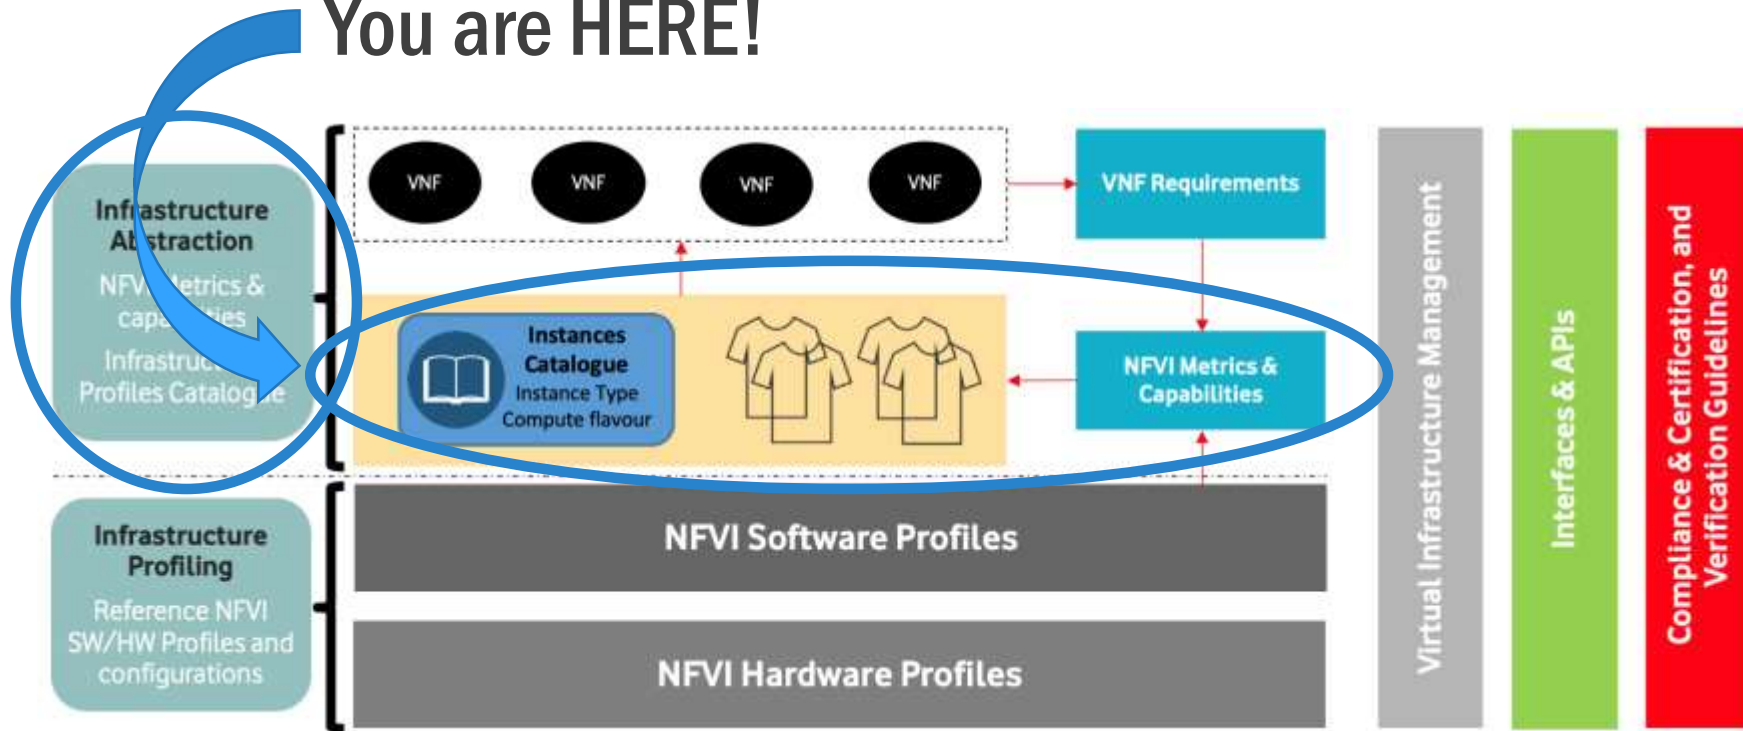 You are HERE!
Infrastructure
Abstraction
NFVI Metrics &
capabilities
Infrastructure
Profiles Catalogue
VNF
VNF
VNF
VNF
VNF Requirements
Instances
Catalogue
Instance Type
Compute flavour
NFVI Metrics &
Capabilities
Infrastructure
Profiling
Reference NFVI
SW/HW Profiles and
configurations
NFVI Software Profiles
NFVI Hardware Profiles
Virtual Infrastructure Management
Interfaces & APIs
Compliance & Certification, and
Verification Guidelines